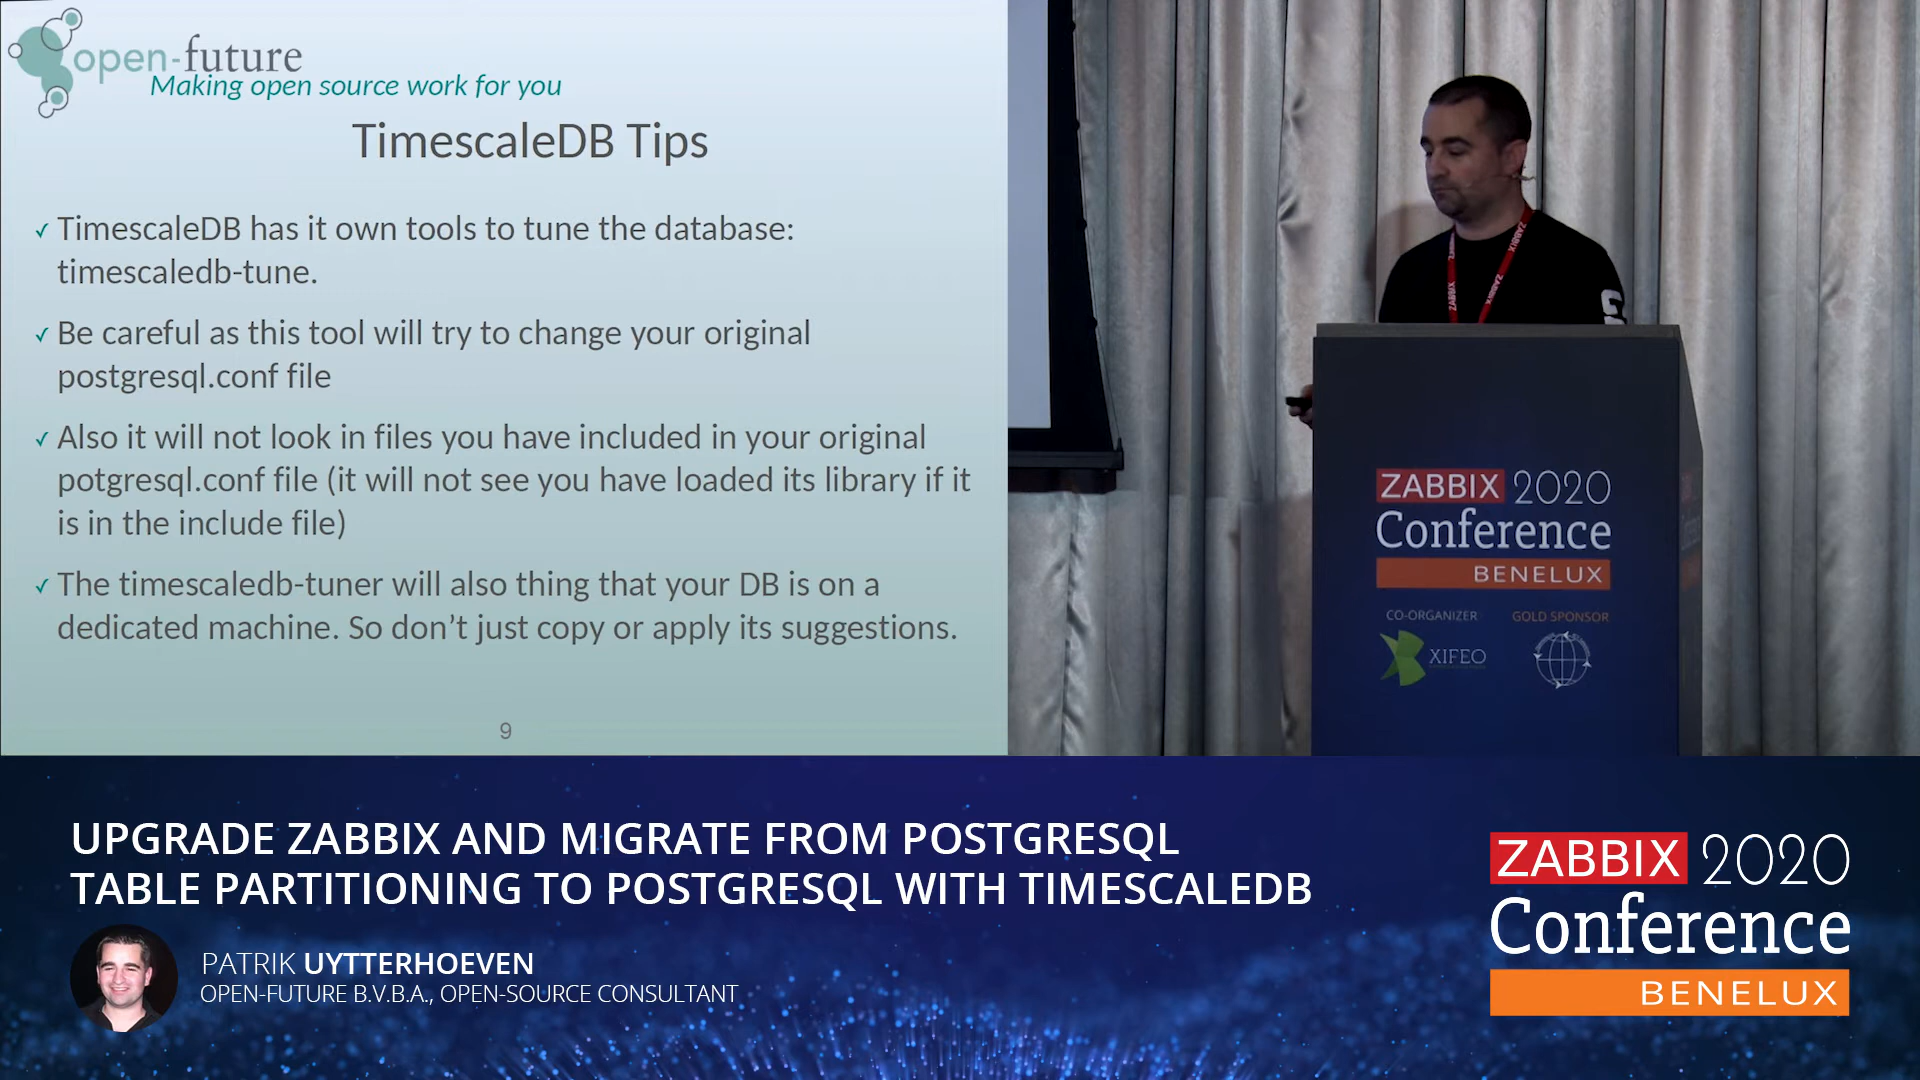 open-future
Making open source work for you
TimescaleDB Tips
✓ TimescaleDB has it own tools to tune the database:
timescaledb-tune.
✓ Be careful as this tool will try to change your original
postgresql.conf file
✓ Also it will not look in files you have included in your original
potgresql.conf file (it will not see you have loaded its library if it
is in the include file)
✓ The timescaledb-tuner will also thing that your DB is on a
dedicated machine. So don’t just copy or apply its suggestions.
9
ZABBIX
ZABBIX
ZABBIX 2020
Conference
BENELUX
CO-ORGANIZER
GOLD SPONSOR
XIFEO
UPGRADE ZABBIX AND MIGRATE FROM POSTGRESQL
TABLE PARTITIONING TO POSTGRESQL WITH TIMESCALEDB
PATRIK UYTTERHOEVEN
OPEN-FUTURE B.V.B.A., OPEN-SOURCE CONSULTANT
ZABBIX 2020
Conference
BENELUX